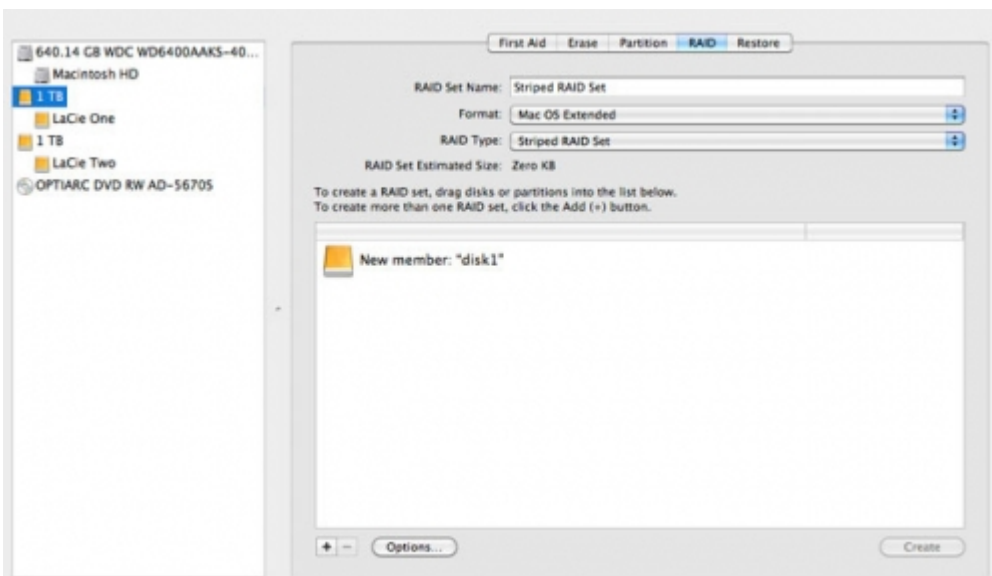 640.14 GB WDC WD6400AAKS-40...
Macintosh HD
1 TB
LaCie One
1 TB
LaCie Two
OPTIARC DVD RW AD-5670S
First Aid Erase Partition RAID Restore
RAID Set Name: Striped RAID Set
Format: Mac OS Extended
RAID Type: Striped RAID Set
RAID Set Estimated Size: Zero KB
To create a RAID set, drag disks or partitions into the list below.
To create more than one RAID set, click the Add (+) button.
New member: "disk1"
+ - Options... Create